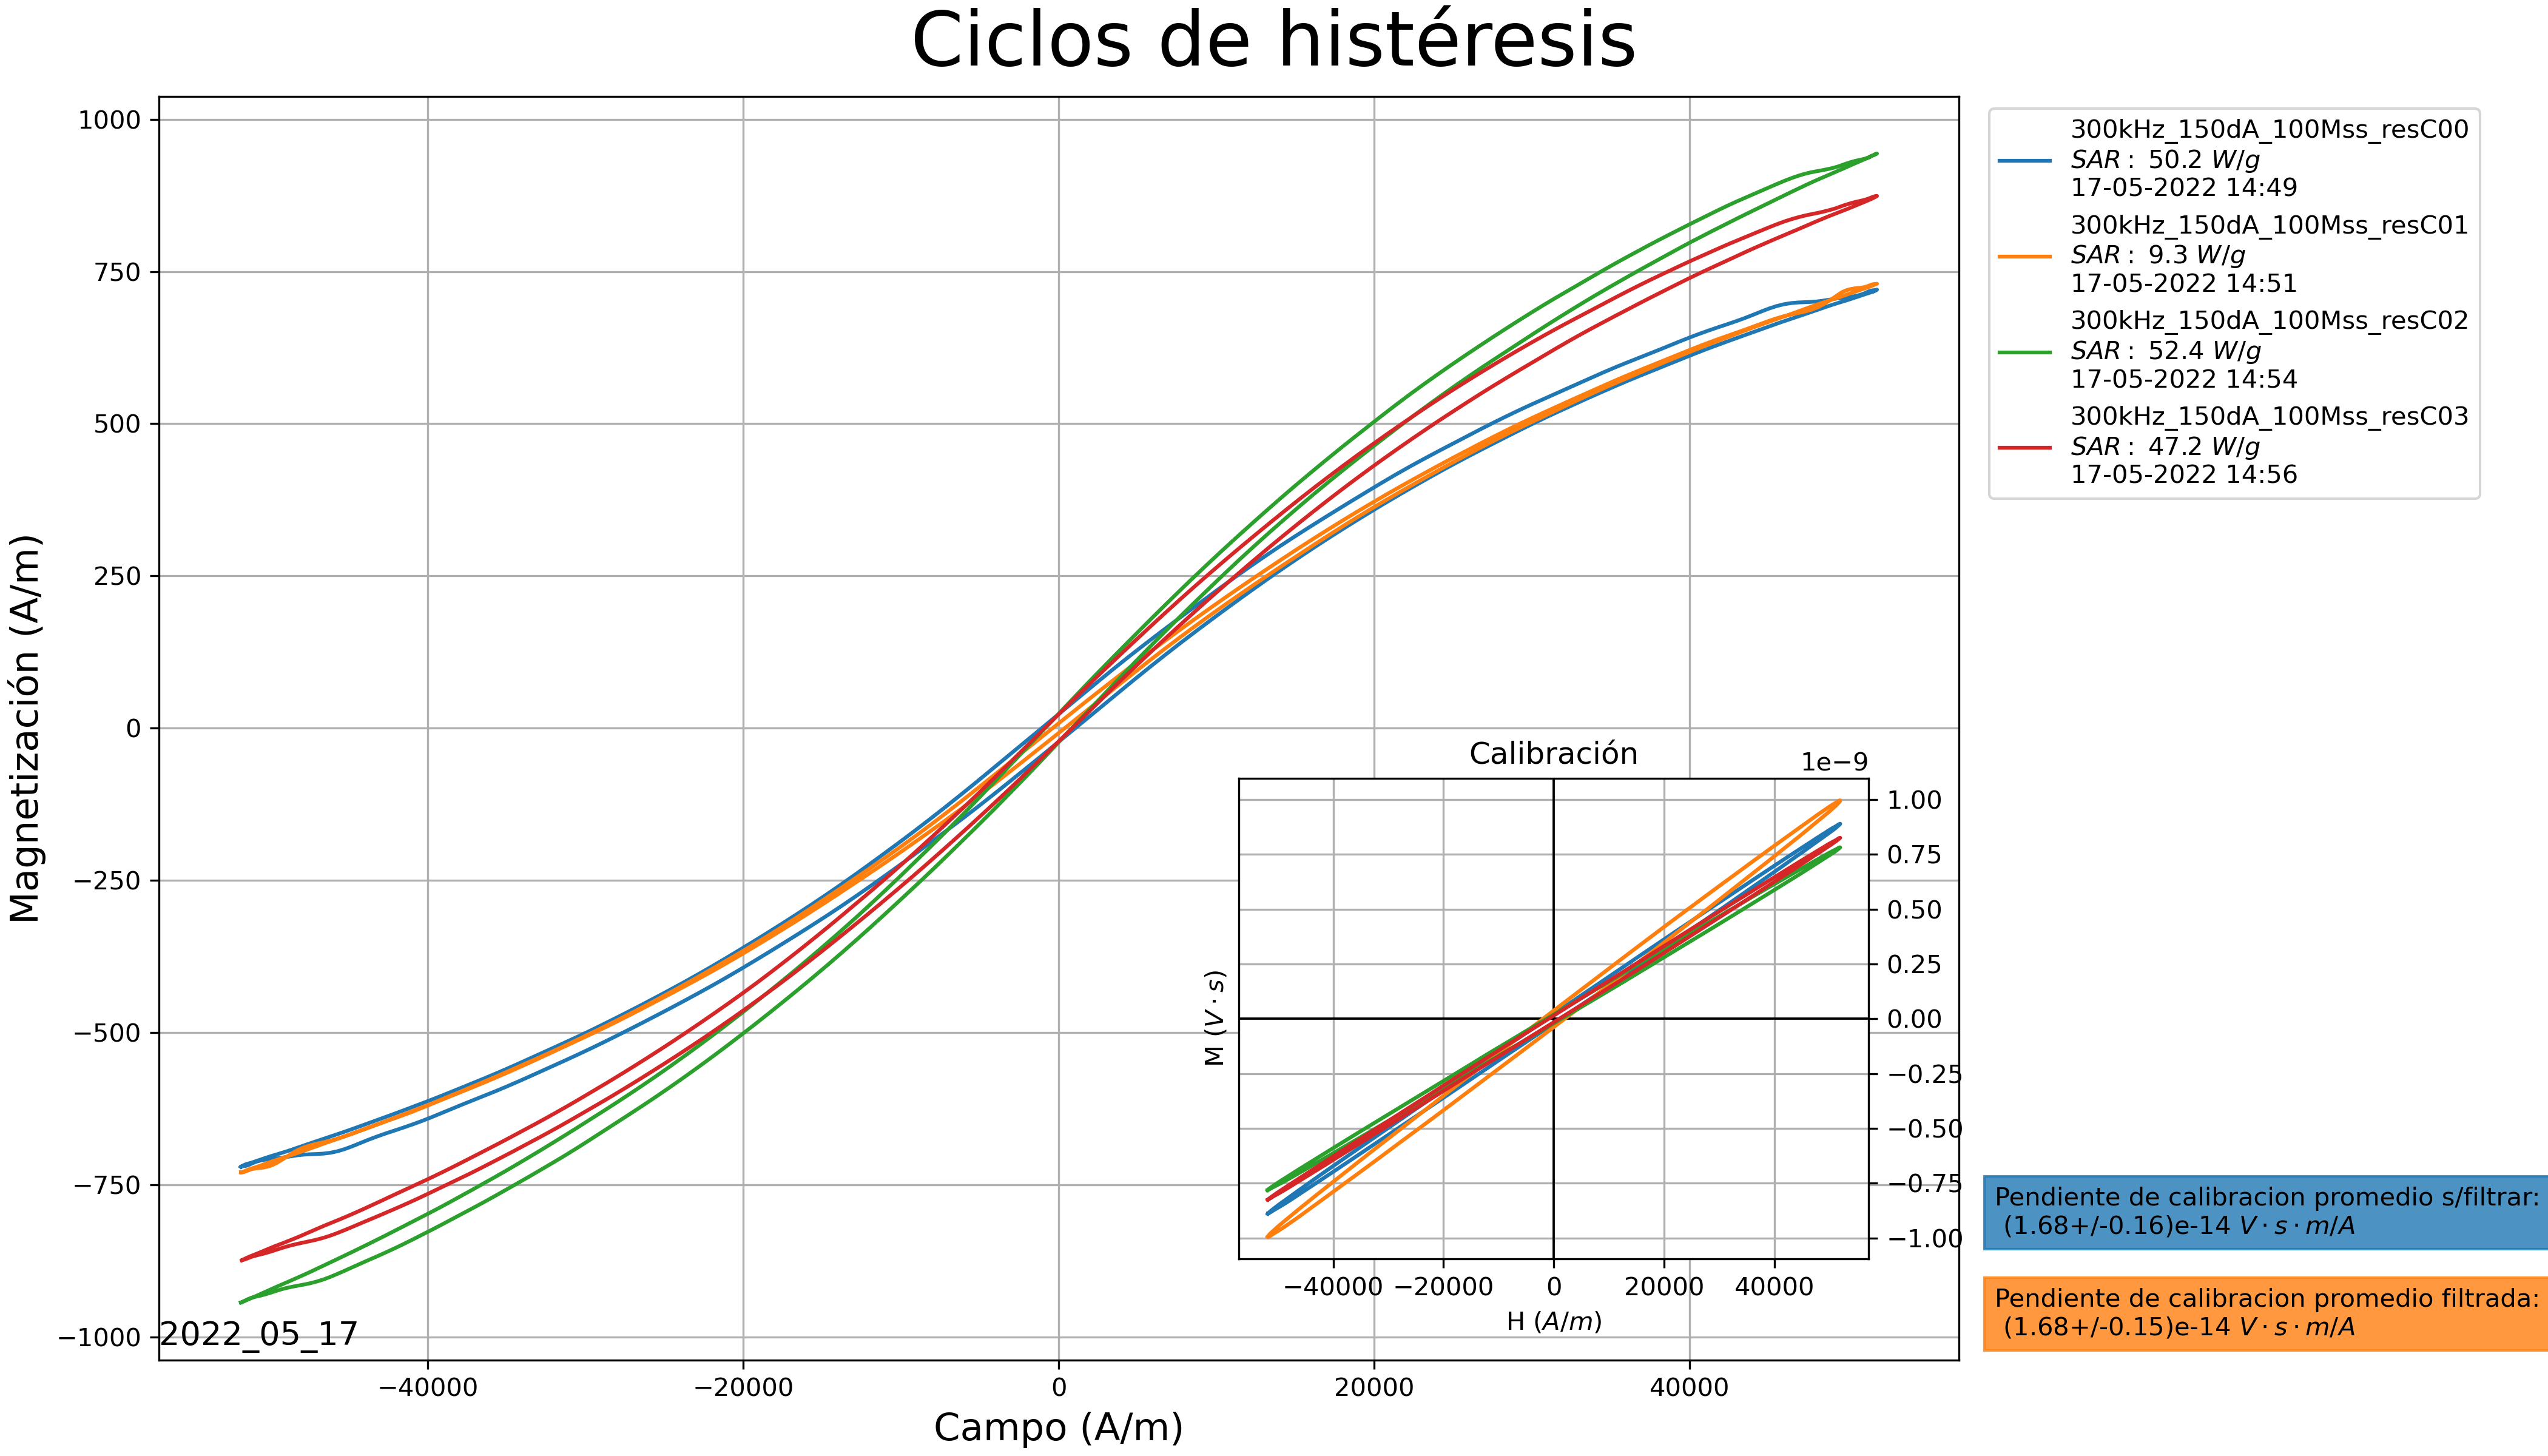 Ciclos de histéresis
1000
750
500
250
0
−250
−500
−750
−1000
Magnetización (A/m)
−40000
−20000
0
20000
40000
Campo (A/m)
2022_05_17
300kHz_150dA_100Mss_resC00
SAR : 50.2 W/g
17-05-2022 14:49
300kHz_150dA_100Mss_resC01
SAR : 9.3 W/g
17-05-2022 14:51
300kHz_150dA_100Mss_resC02
SAR : 52.4 W/g
17-05-2022 14:54
300kHz_150dA_100Mss_resC03
SAR : 47.2 W/g
17-05-2022 14:56
Calibración
1e−9
1.00
0.75
0.50
0.25
0.00
−0.25
−0.50
−0.75
−1.00
M (V · s)
−40000
−20000
0
20000
40000
H (A/m)
Pendiente de calibracion promedio s/filtrar:
(1.68+/-0.16)e-14 V · s · m/A
Pendiente de calibracion promedio filtrada:
(1.68+/-0.15)e-14 V · s · m/A